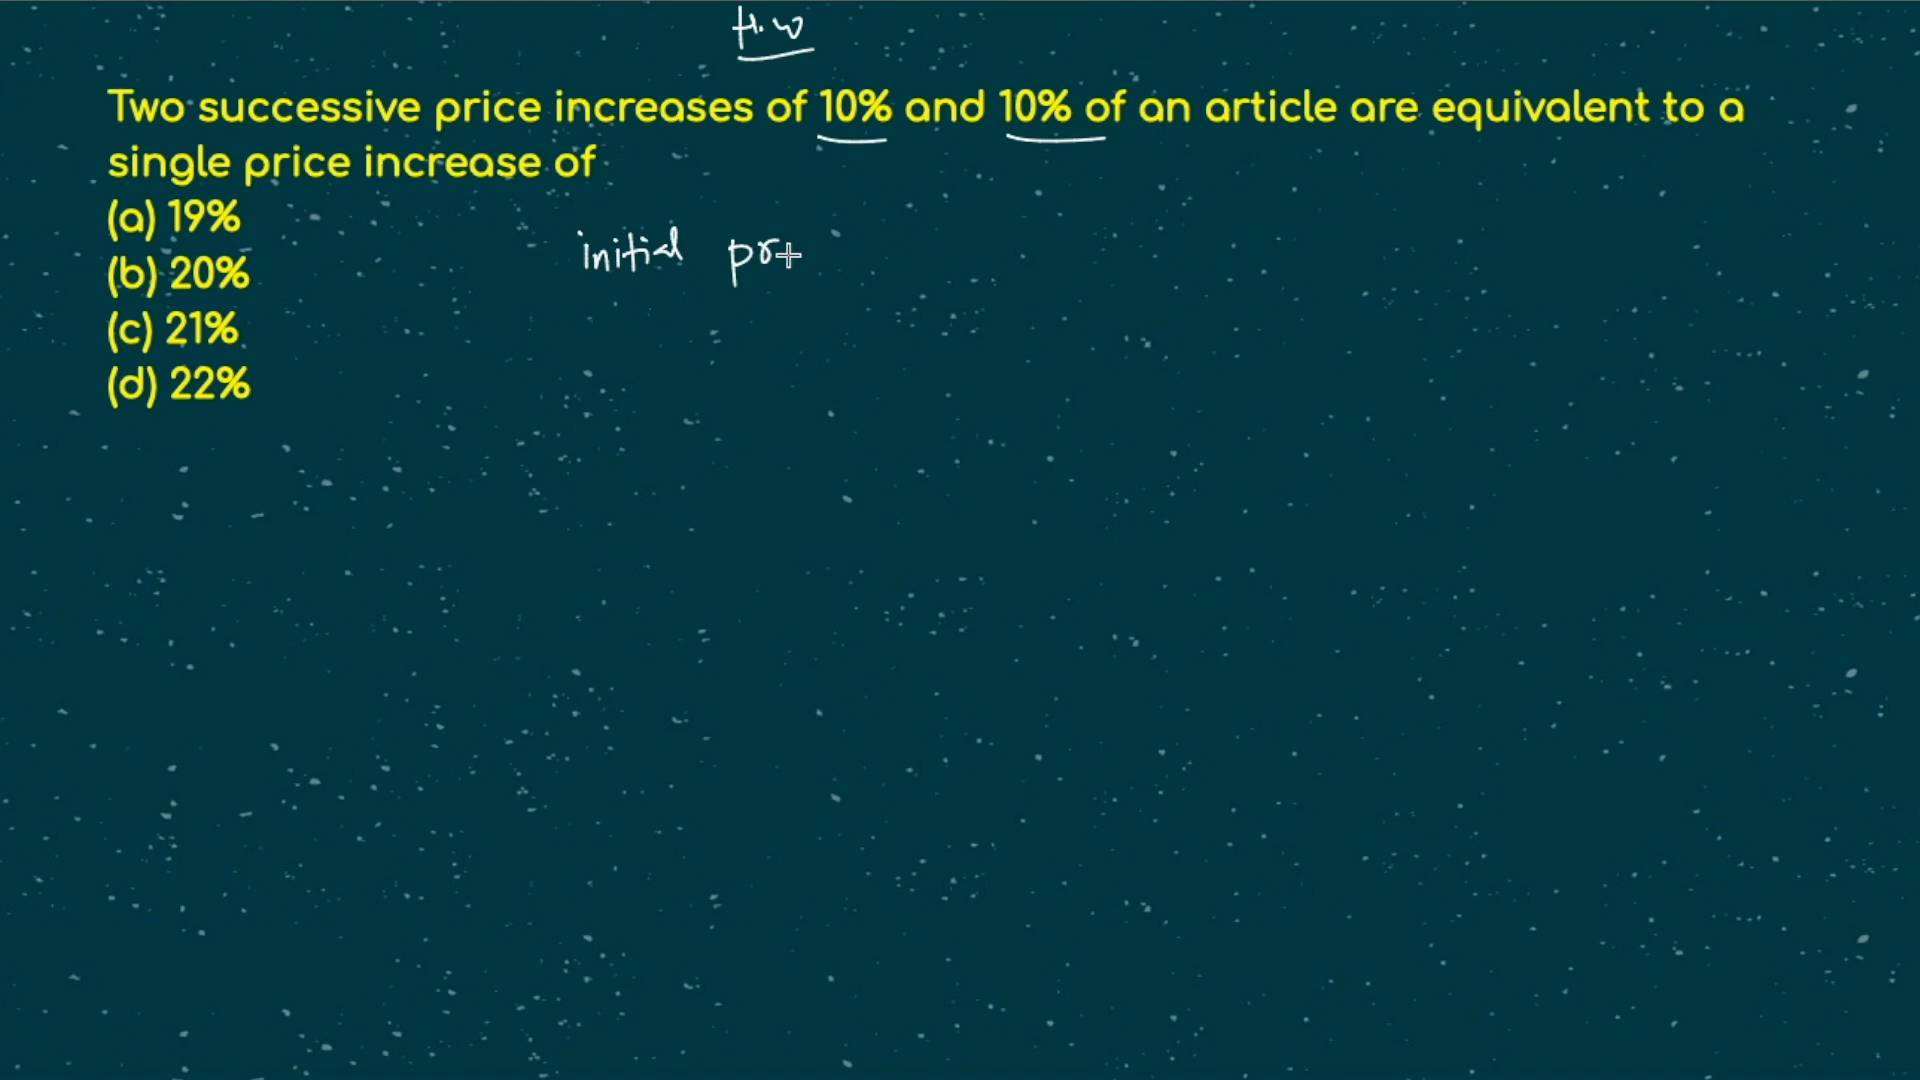 H.W
Two successive price increases of 10% and 10% of an article are equivalent to a
single price increase of
(a) 19%
(b) 20%
(c) 21%
(d) 22%
initial pr